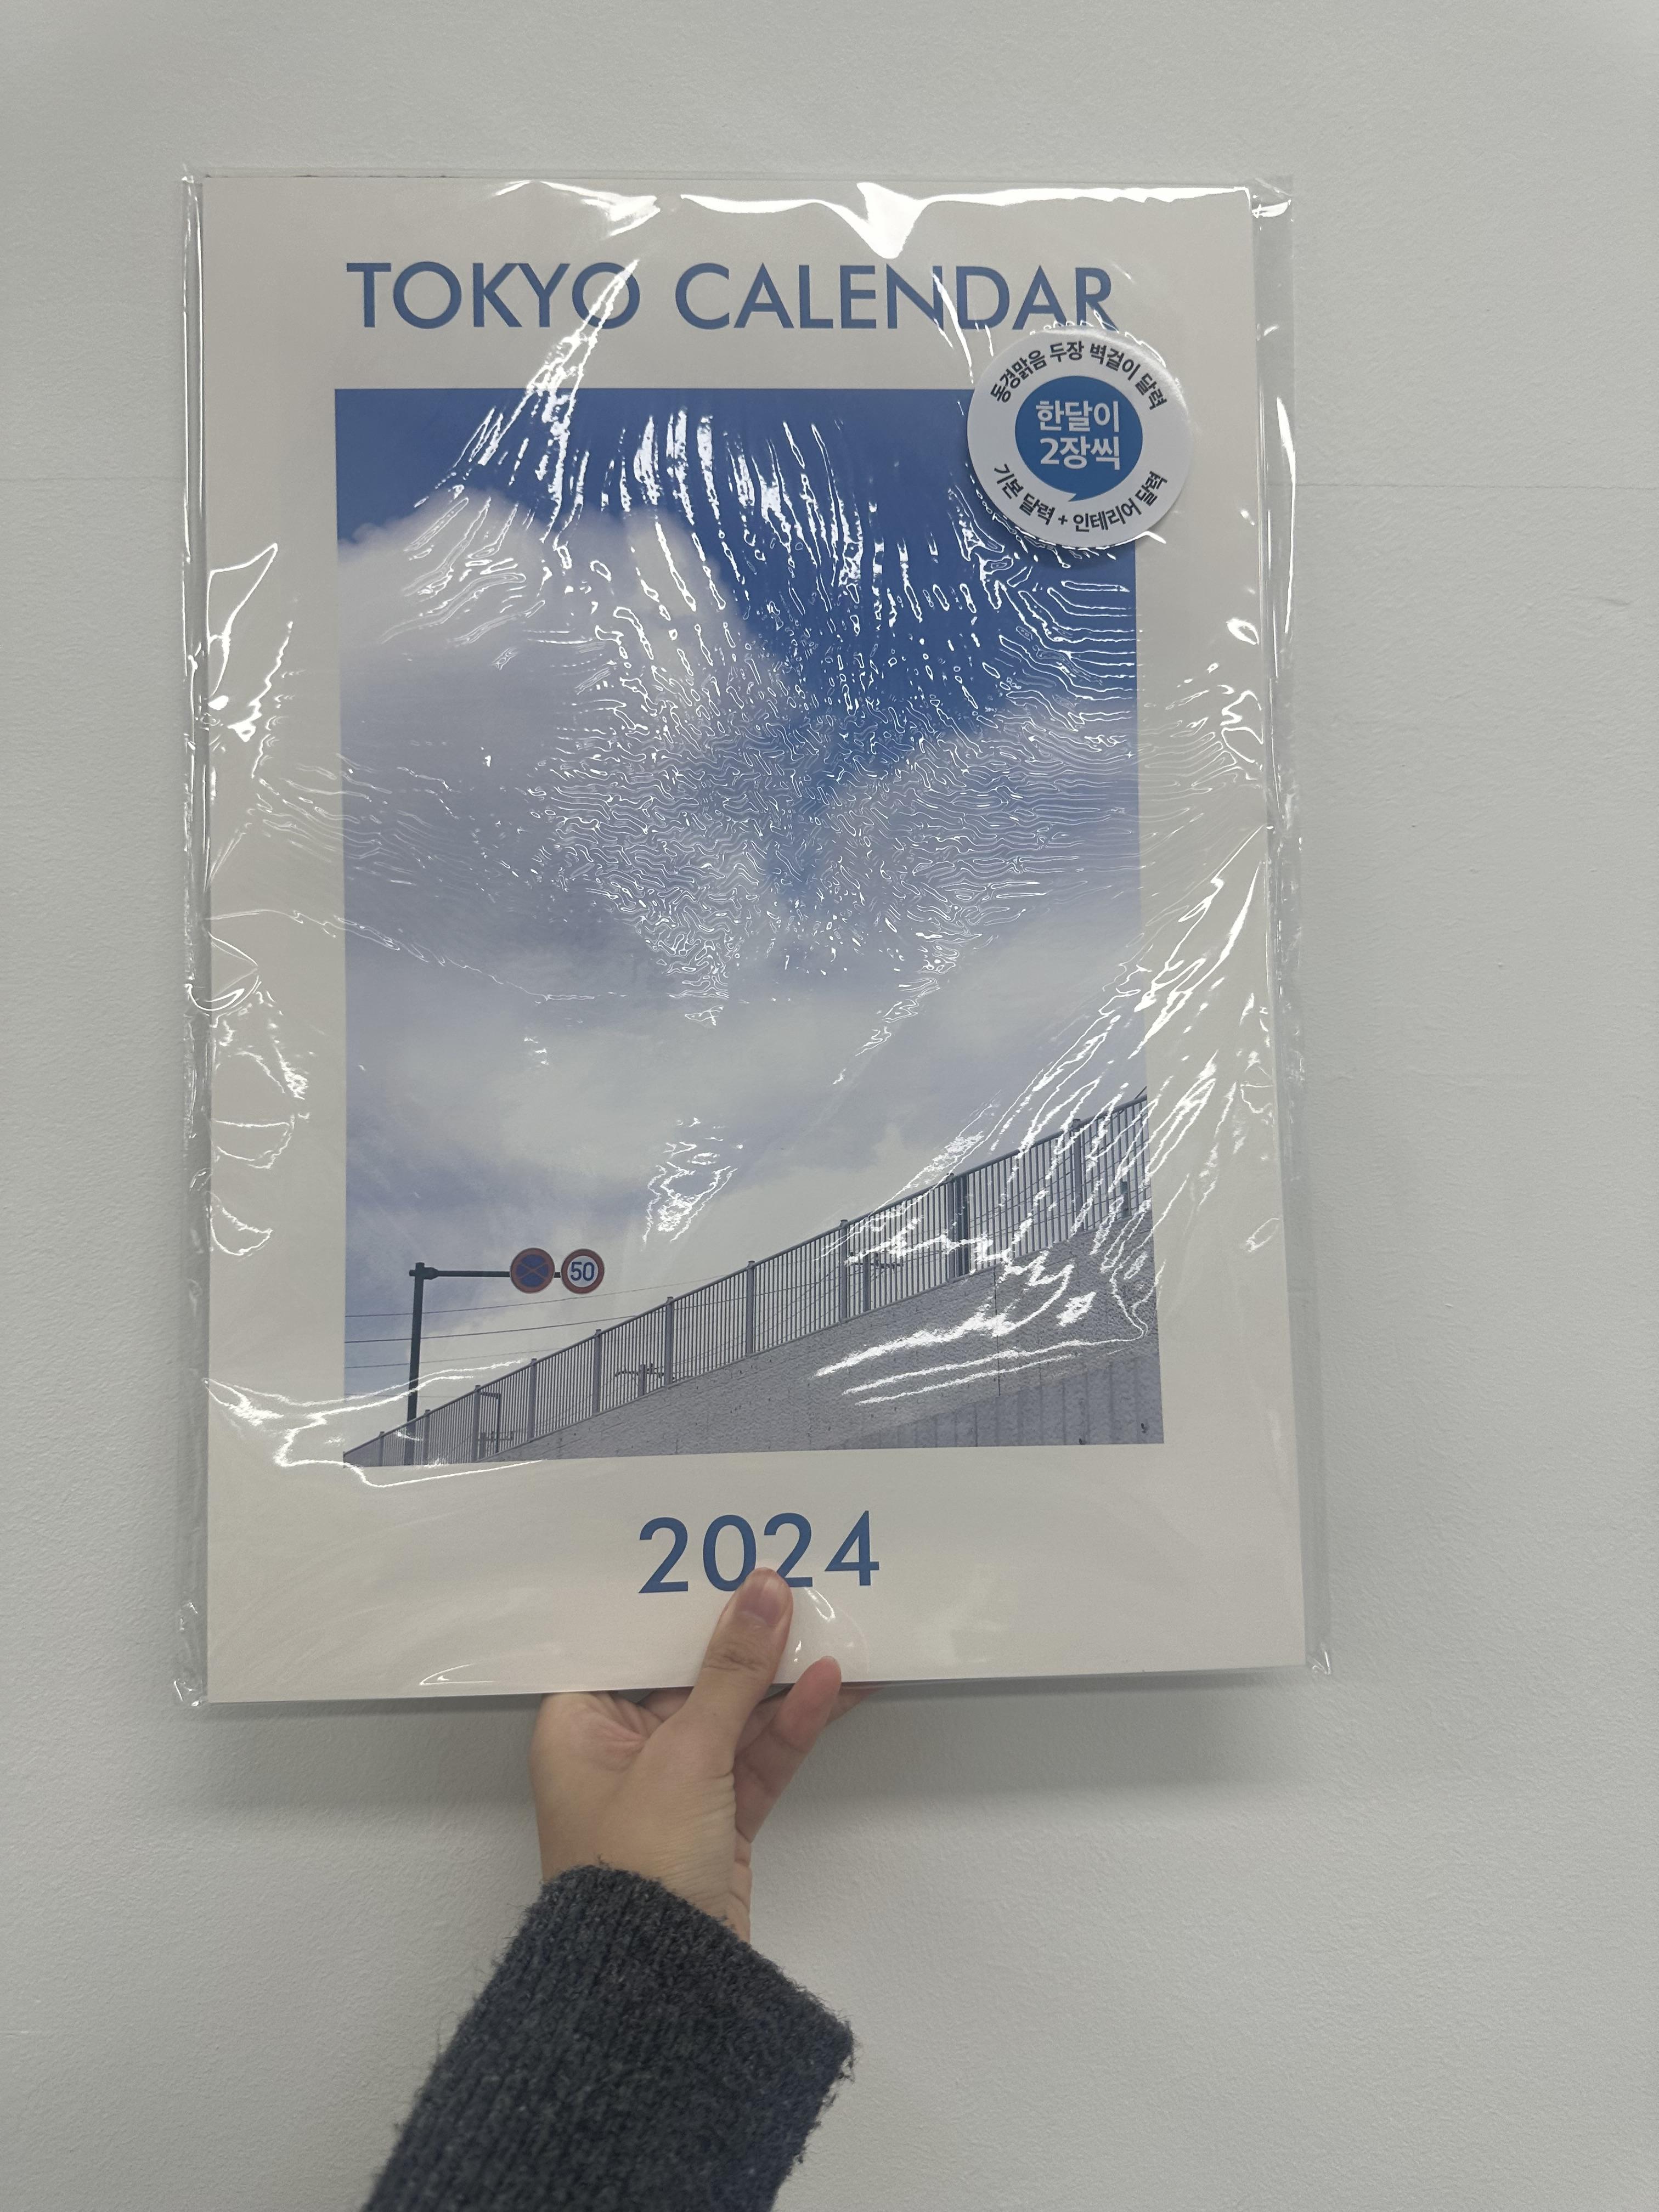 TOKYO CALENDAR
동경맑음 두장 벽걸이 달력
한달이
2장씩
기본 달력 + 인테리어 달력
50
2024